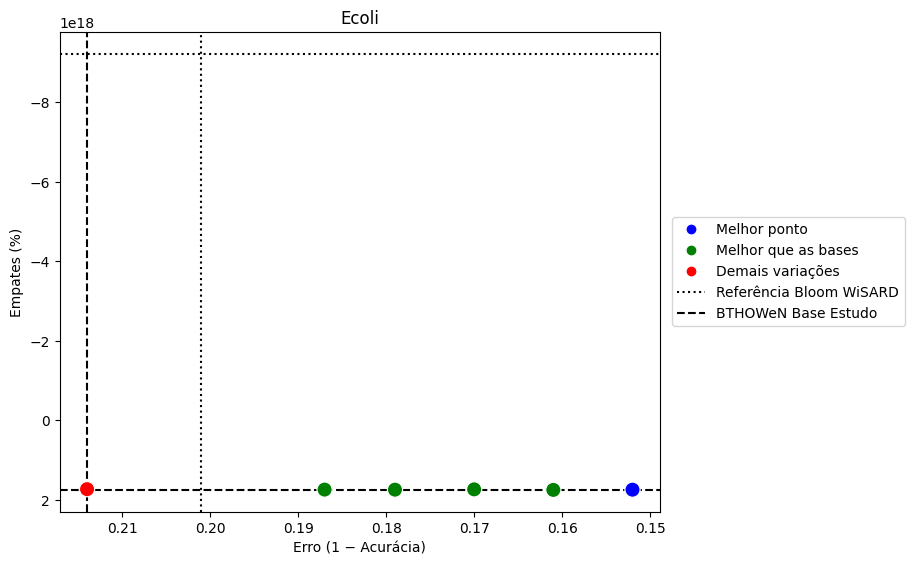 Ecoli
1e18
−8
−6
−4
−2
0
2
Empates (%)
0.21
0.20
0.19
0.18
0.17
0.16
0.15
Erro (1 − Acurácia)
Melhor ponto
Melhor que as bases
Demais variações
Referência Bloom WiSARD
BTHOWeN Base Estudo